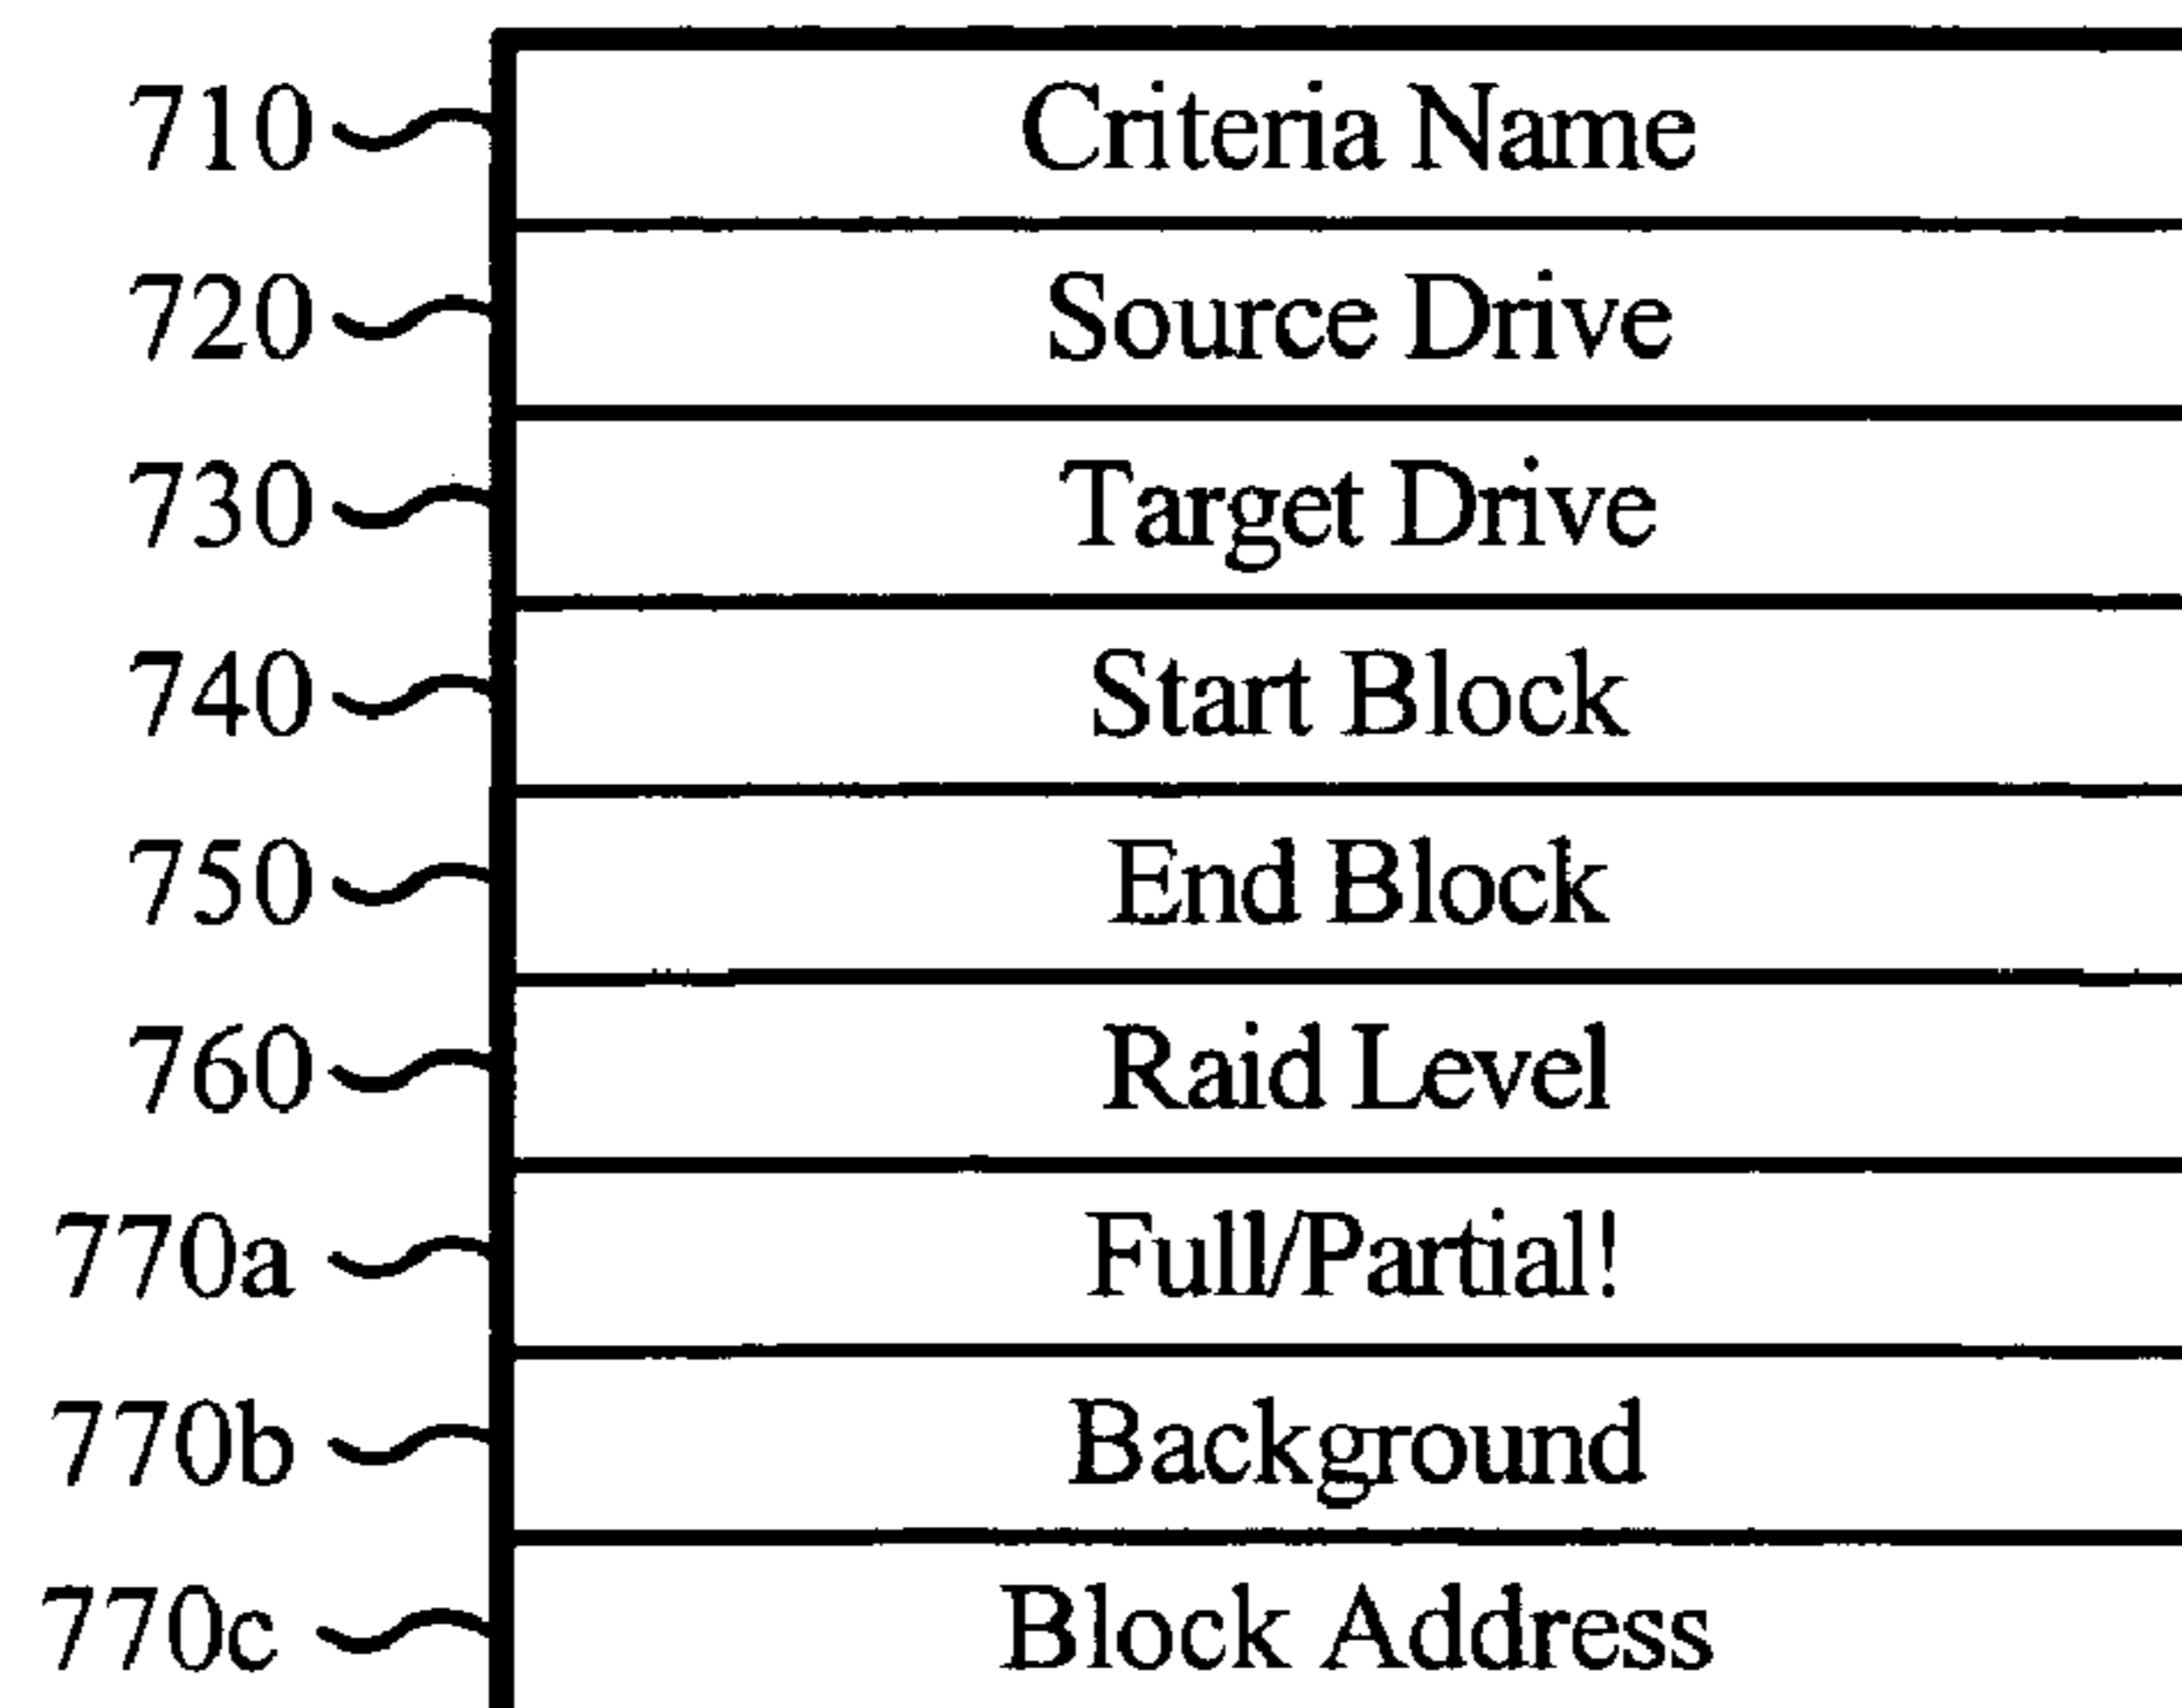 710 Criteria Name
720 Source Drive
730 Target Drive
740 Start Block
750 End Block
760 Raid Level
770a Full/Partial!
770b Background
770c Block Address